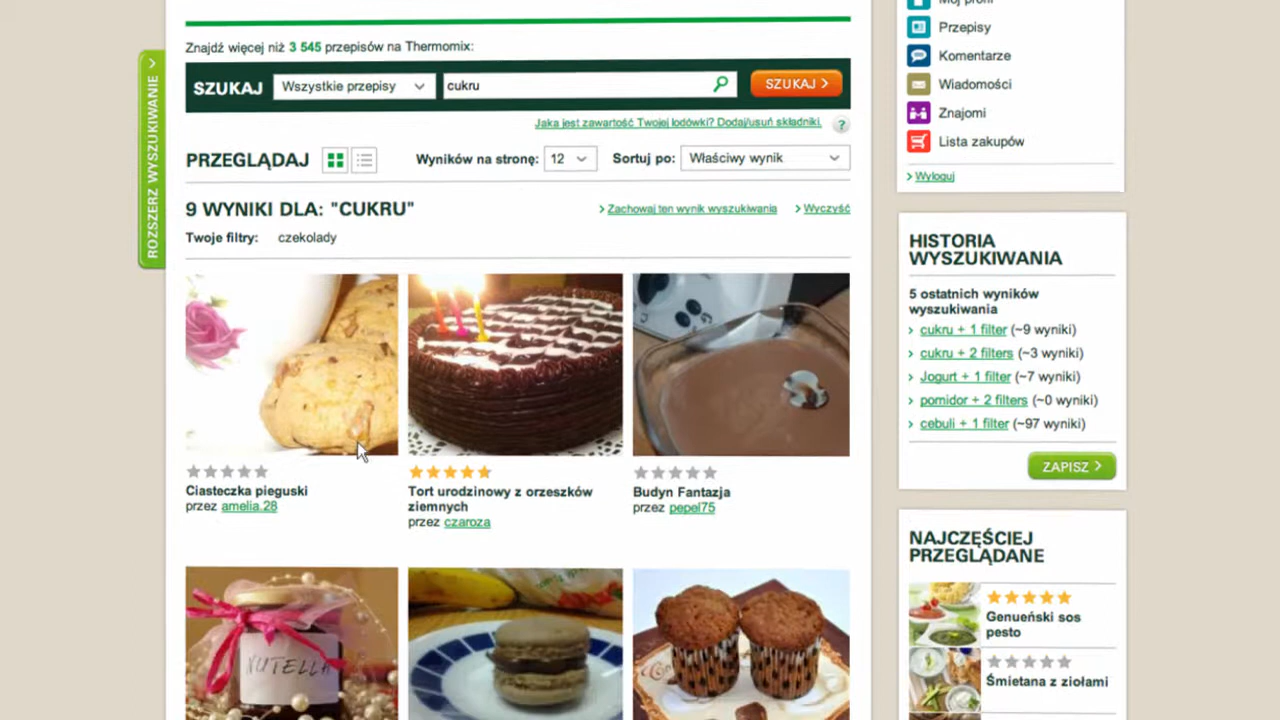 Znajdź więcej niż 3 545 przepisów na Thermomix:
SZUKAJ Wszystkie przepisy cukru SZUKAJ
Jaka jest zawartość Twojej lodówki? Dodaj/usuń składniki. ?
ROZSZERZ WYSZUKIWANIE
PRZEGLĄDAJ Wyników na stronę: 12 Sortuj po: Właściwy wynik
9 WYNIKI DLA: "CUKRU" Zachowaj ten wynik wyszukiwania Wyczyść
Twoje filtry: czekolady
Ciasteczka pieguski
przez amelia.28
Tort urodzinowy z orzeszków
ziemnych
przez czaroza
Budyn Fantazja
przez pepel75
NUTELLA
Mój profil
Przepisy
Komentarze
Wiadomości
Znajomi
Lista zakupów
Wyloguj
HISTORIA
WYSZUKIWANIA
5 ostatnich wyników
wyszukiwania
cukru + 1 filter (~9 wyniki)
cukru + 2 filters (~3 wyniki)
Jogurt + 1 filter (~7 wyniki)
pomidor + 2 filters (~0 wyniki)
cebuli + 1 filter (~97 wyniki)
ZAPISZ
NAJCZĘŚCIEJ
PRZEGLĄDANE
Genueński sos
pesto
Śmietana z ziołami